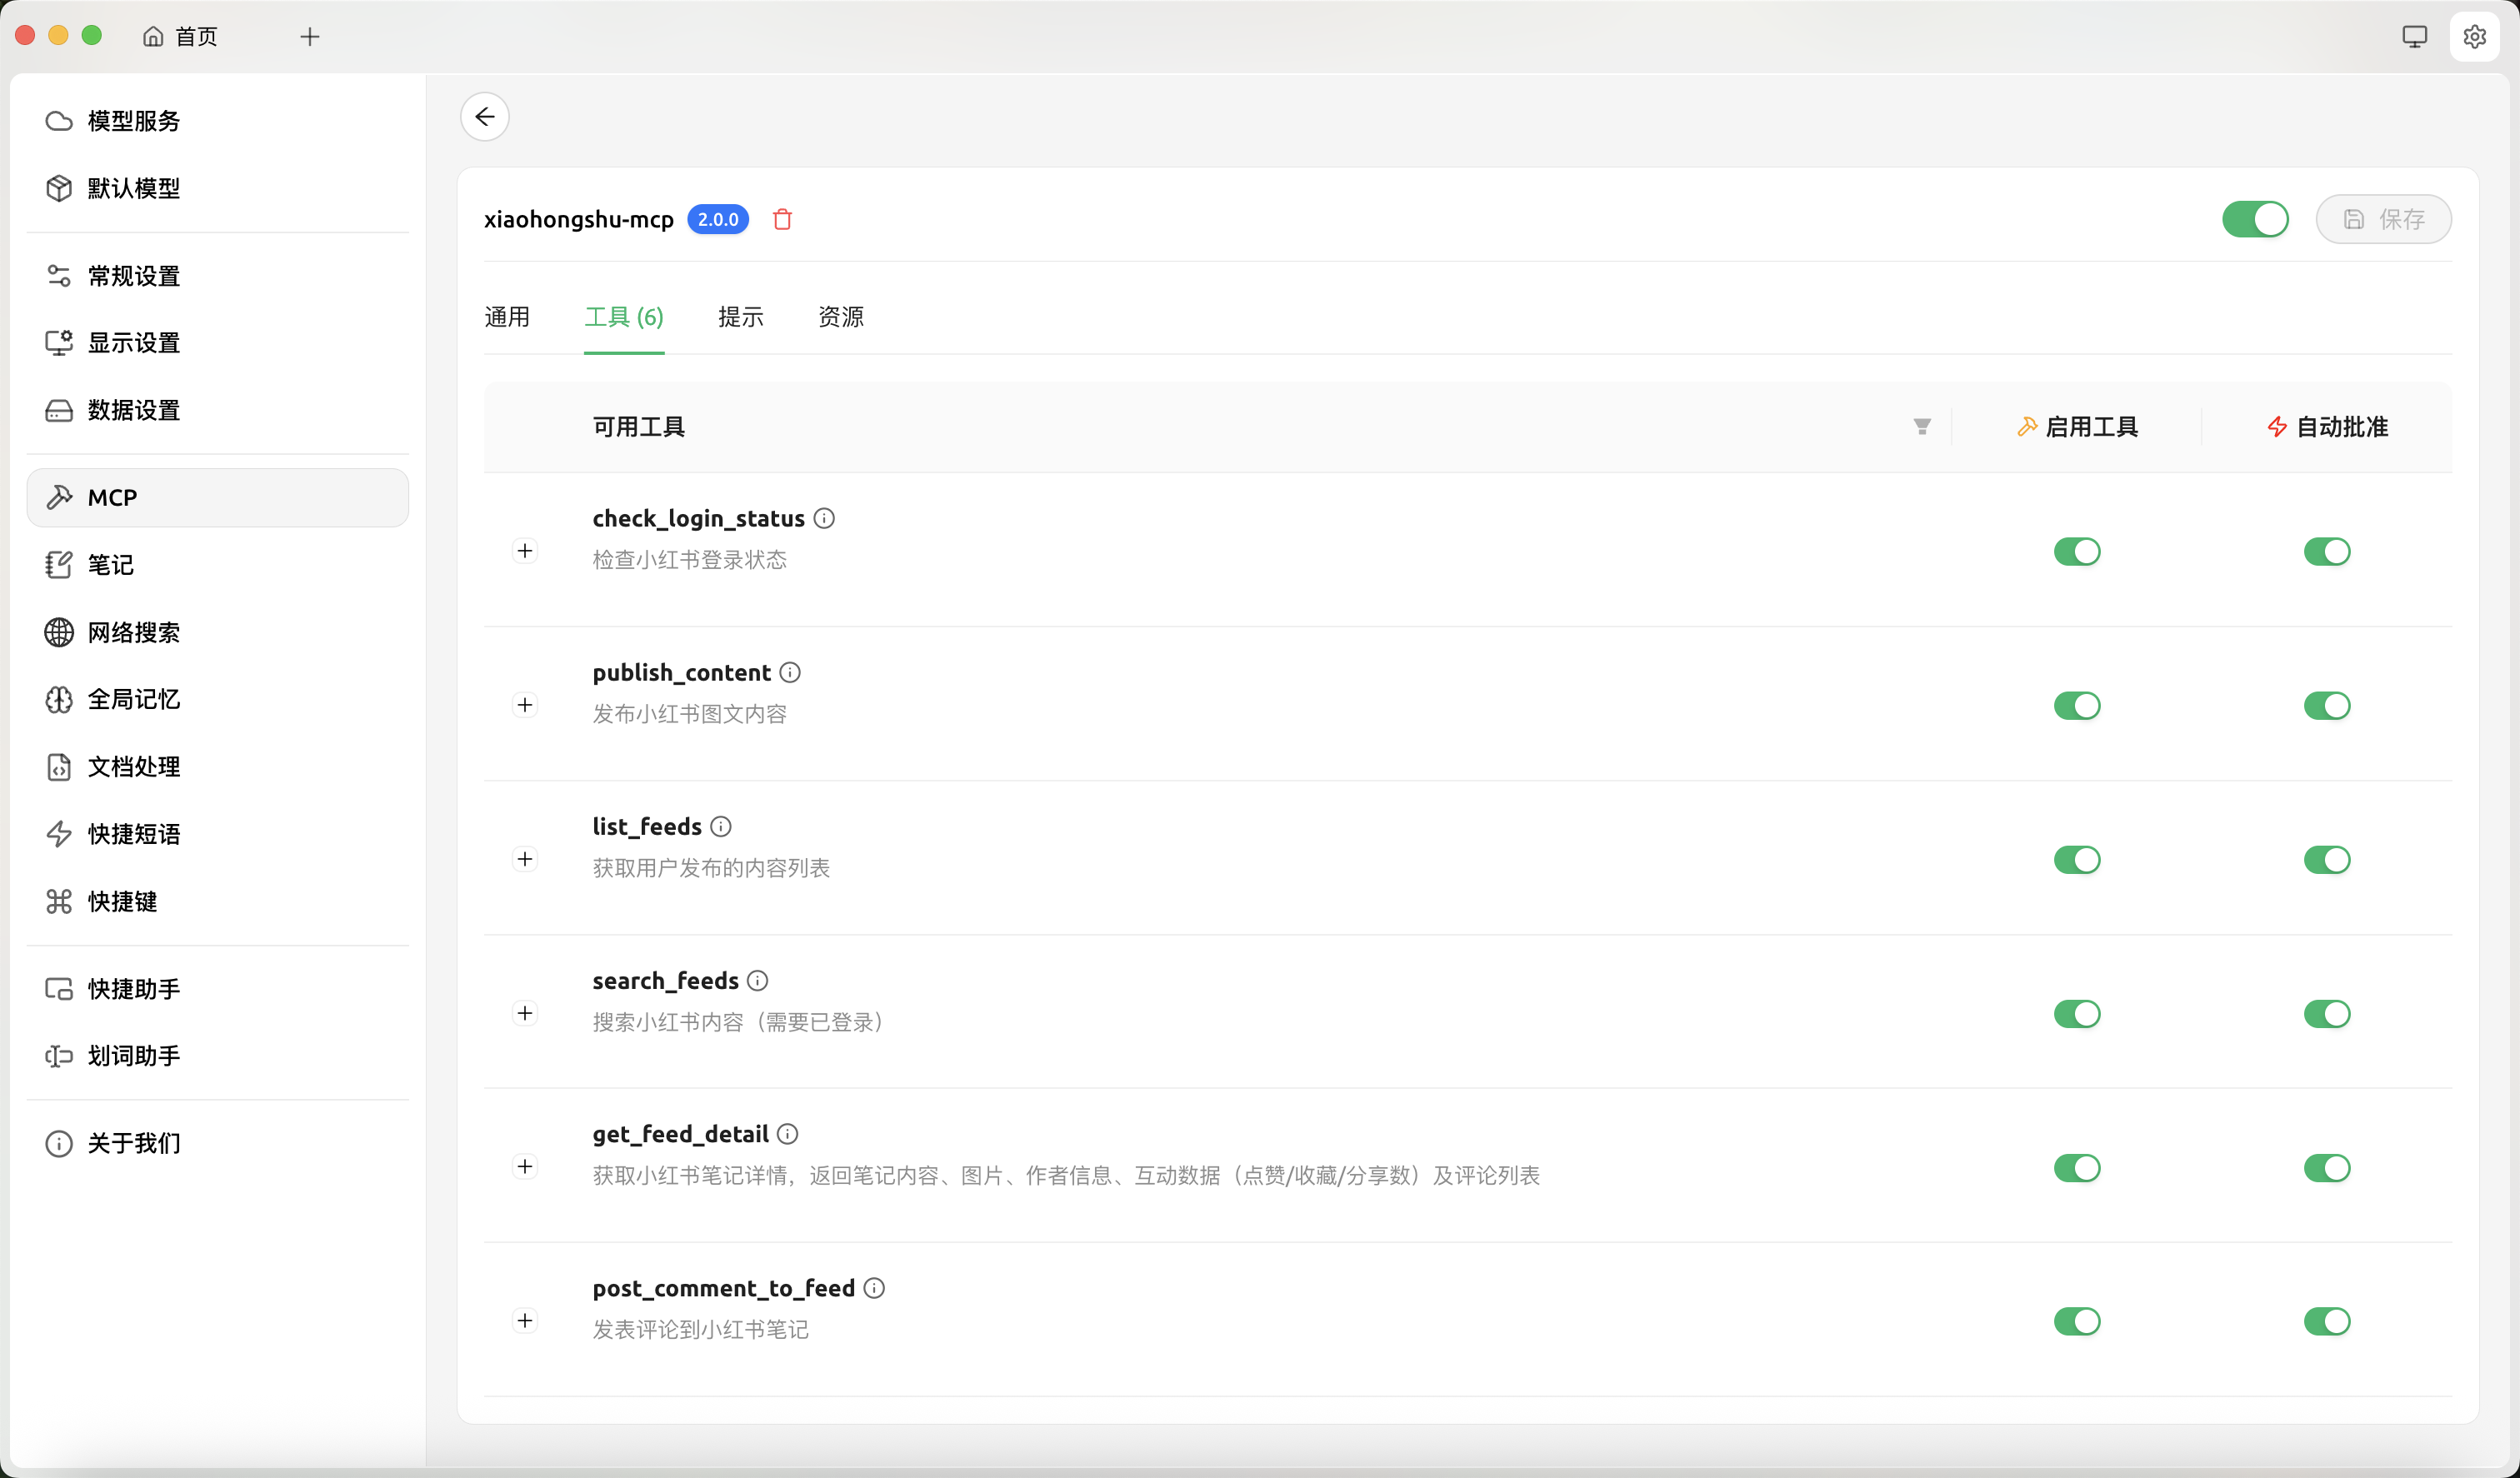 首页
模型服务
默认模型
常规设置
显示设置
数据设置
MCP
笔记
网络搜索
全局记忆
文档处理
快捷短语
快捷键
快捷助手
划词助手
关于我们
xiaohongshu-mcp 2.0.0 保存
通用 工具 (6) 提示 资源
可用工具 启用工具 自动批准
check_login_status
检查小红书登录状态
publish_content
发布小红书图文内容
list_feeds
获取用户发布的内容列表
search_feeds
搜索小红书内容（需要已登录）
get_feed_detail
获取小红书笔记详情，返回笔记内容、图片、作者信息、互动数据（点赞/收藏/分享数）及评论列表
post_comment_to_feed
发表评论到小红书笔记